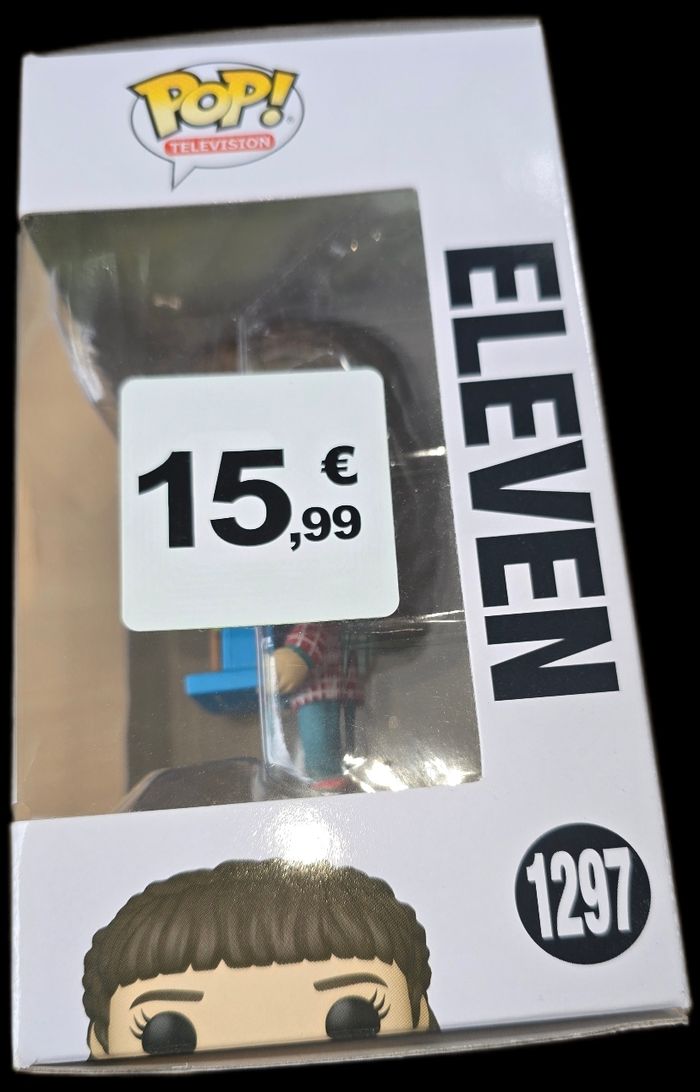 POP!
TELEVISION
ELEVEN
15,99 €
1297